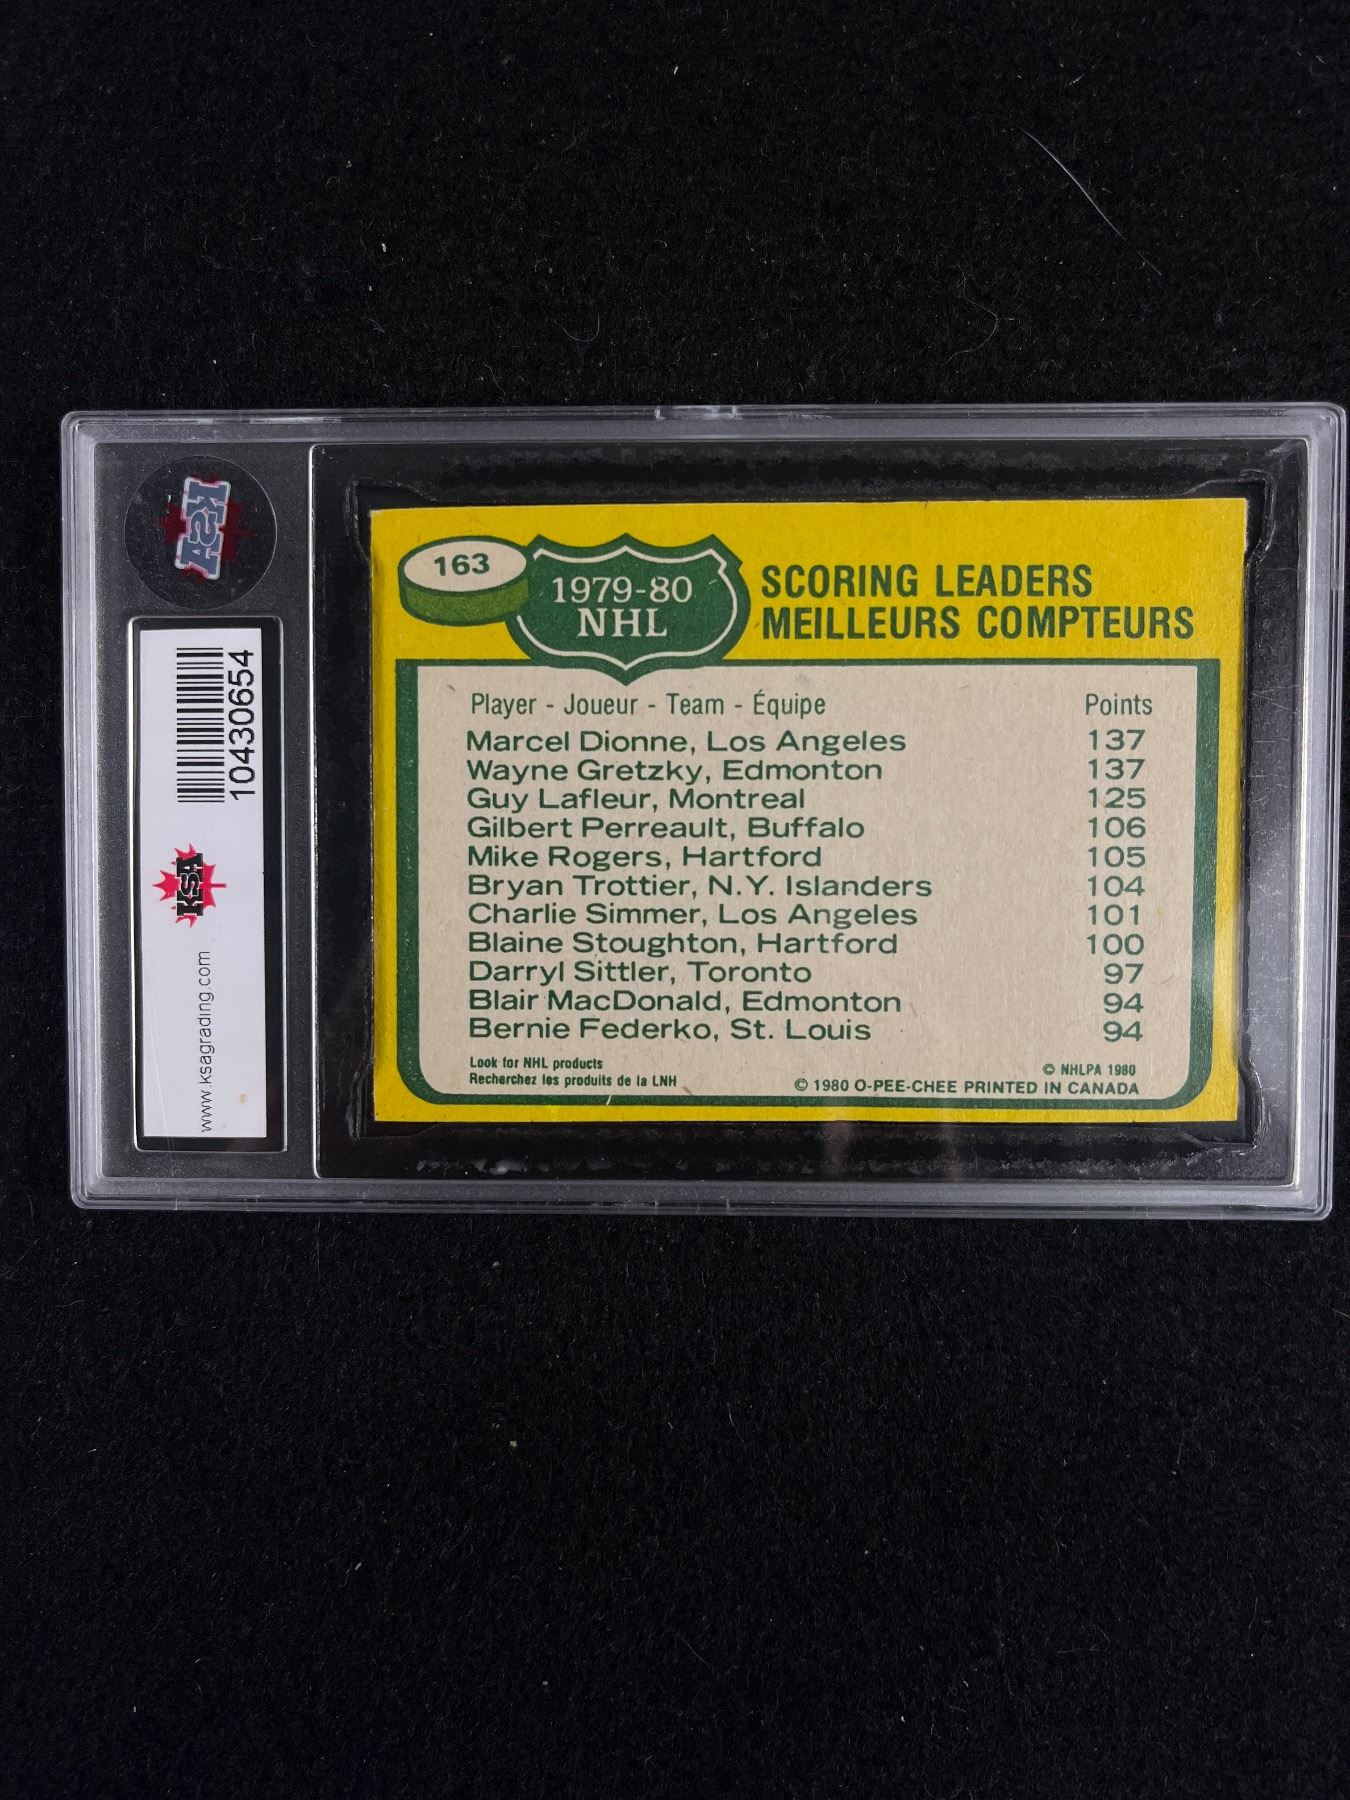 KSA
10430654
KSA
www.ksagrading.com
163
1979-80
NHL
SCORING LEADERS
MEILLEURS COMPTEURS
Player - Joueur - Team - Équipe Points
Marcel Dionne, Los Angeles 137
Wayne Gretzky, Edmonton 137
Guy Lafleur, Montreal 125
Gilbert Perreault, Buffalo 106
Mike Rogers, Hartford 105
Bryan Trottier, N.Y. Islanders 104
Charlie Simmer, Los Angeles 101
Blaine Stoughton, Hartford 100
Darryl Sittler, Toronto 97
Blair MacDonald, Edmonton 94
Bernie Federko, St. Louis 94
Look for NHL products
Recherchez les produits de la LNH
© NHLPA 1980
© 1980 O-PEE-CHEE PRINTED IN CANADA